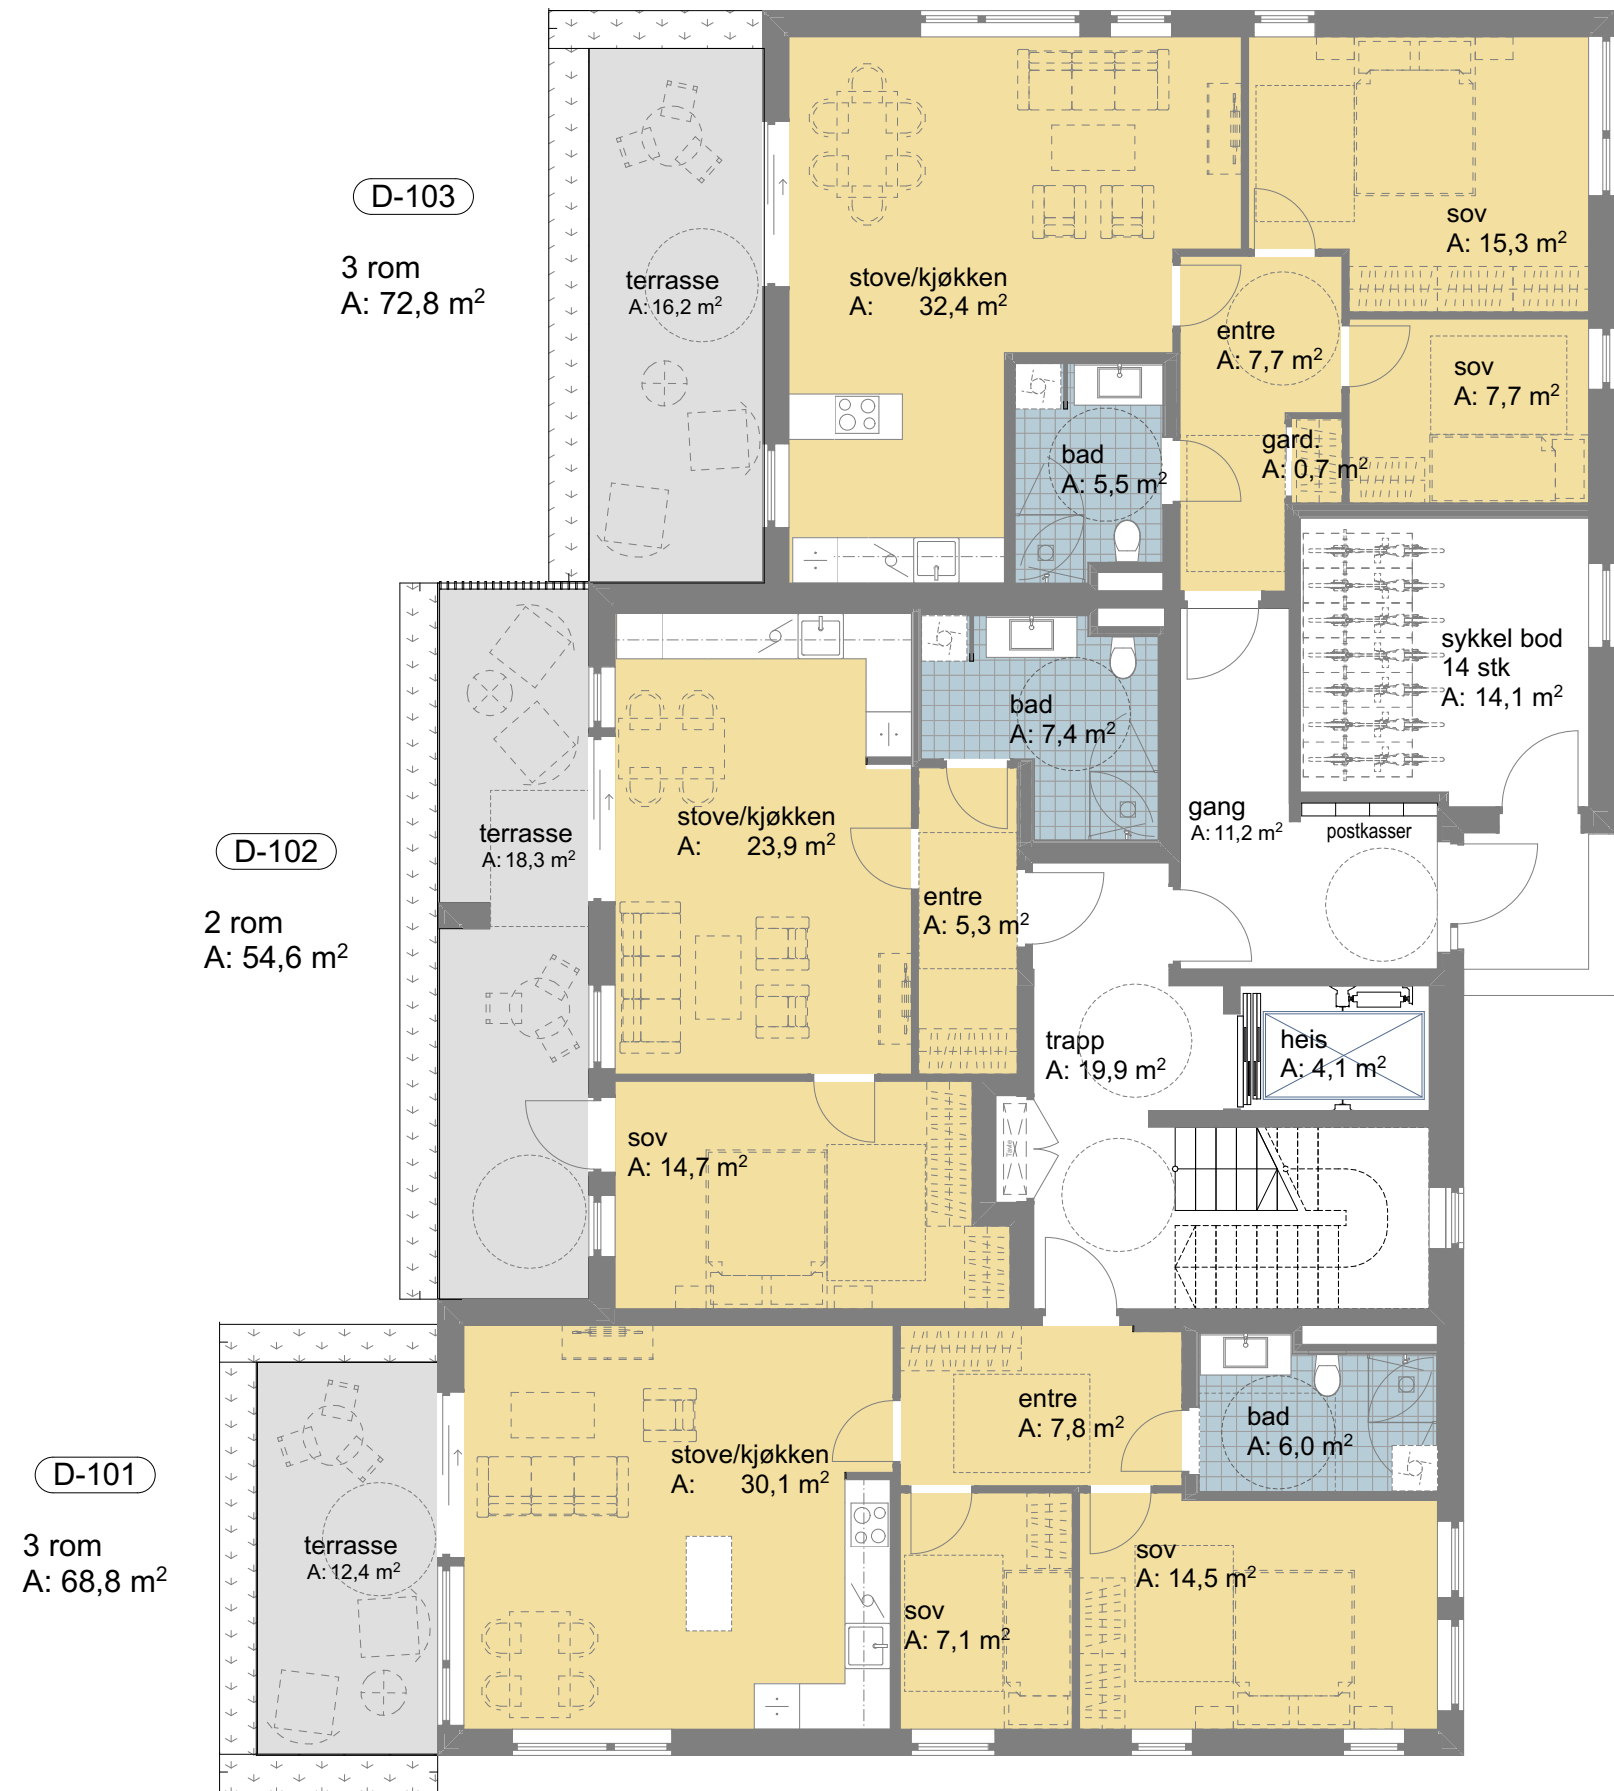 D-103
3 rom
A: 72,8 m²
terrasse
A: 16,2 m²
stove/kjøkken
A: 32,4 m²
sov
A: 15,3 m²
entre
A: 7,7 m²
sov
A: 7,7 m²
gard.
A: 0,7 m²
bad
A: 5,5 m²
sykkel bod
14 stk
A: 14,1 m²
D-102
2 rom
A: 54,6 m²
terrasse
A: 18,3 m²
stove/kjøkken
A: 23,9 m²
bad
A: 7,4 m²
entre
A: 5,3 m²
gang
A: 11,2 m²
postkasser
trapp
A: 19,9 m²
heis
A: 4,1 m²
sov
A: 14,7 m²
D-101
3 rom
A: 68,8 m²
terrasse
A: 12,4 m²
stove/kjøkken
A: 30,1 m²
entre
A: 7,8 m²
bad
A: 6,0 m²
sov
A: 7,1 m²
sov
A: 14,5 m²